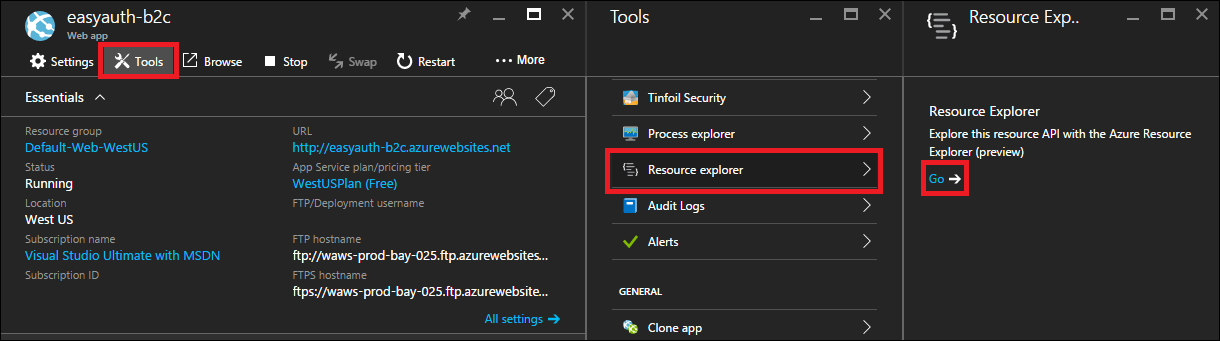 easyauth-b2c
Web app
Settings
Tools
Browse
Stop
Swap
Restart
••• More
Essentials
Resource group
Default-Web-WestUS
Status
Running
Location
West US
Subscription name
Visual Studio Ultimate with MSDN
Subscription ID
URL
http://easyauth-b2c.azurewebsites.net
App Service plan/pricing tier
WestUSPlan (Free)
FTP/Deployment username
FTP hostname
ftp://waws-prod-bay-025.ftp.azurewebsites...
FTPS hostname
ftps://waws-prod-bay-025.ftp.azurewebsite...
All settings
Tools
Tinfoil Security
Process explorer
Resource explorer
Audit Logs
Alerts
GENERAL
Clone app
Resource Exp..
Resource Explorer
Explore this resource API with the Azure Resource
Explorer (preview)
Go